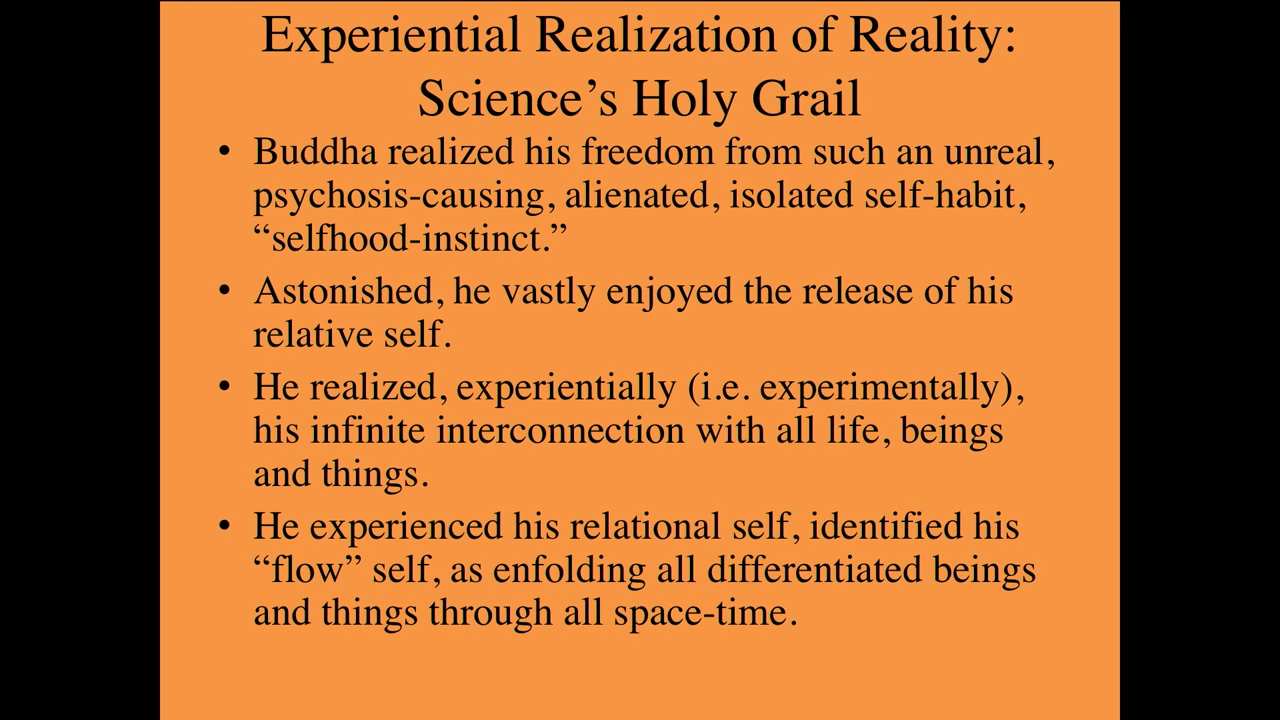 Experiential Realization of Reality:
Science’s Holy Grail
• Buddha realized his freedom from such an unreal,
psychosis-causing, alienated, isolated self-habit,
“selfhood-instinct.”
• Astonished, he vastly enjoyed the release of his
relative self.
• He realized, experientially (i.e. experimentally),
his infinite interconnection with all life, beings
and things.
• He experienced his relational self, identified his
“flow” self, as enfolding all differentiated beings
and things through all space-time.